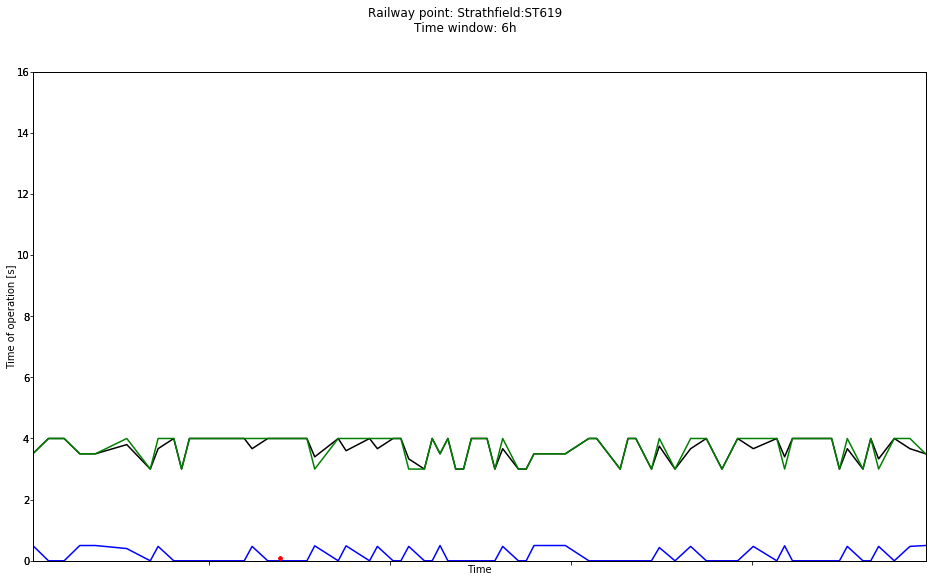 Railway point: Strathfield:ST619
Time window: 6h
16
14
12
10
8
6
4
2
0
Time of operation [s]
Time